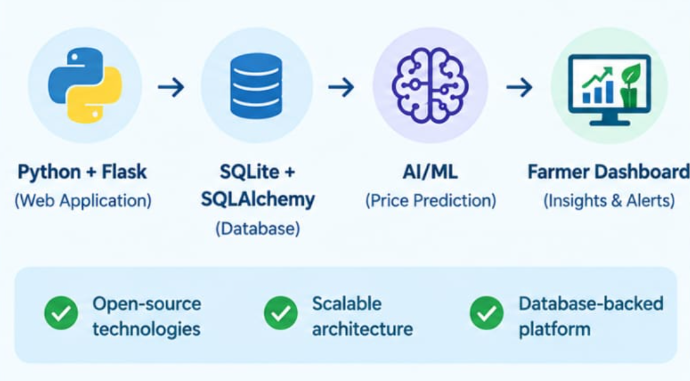 Python + Flask
(Web Application)
SQLite +
SQLAlchemy
(Database)
AI/ML
(Price Prediction)
Farmer Dashboard
(Insights & Alerts)
Open-source
technologies
Scalable
architecture
Database-backed
platform